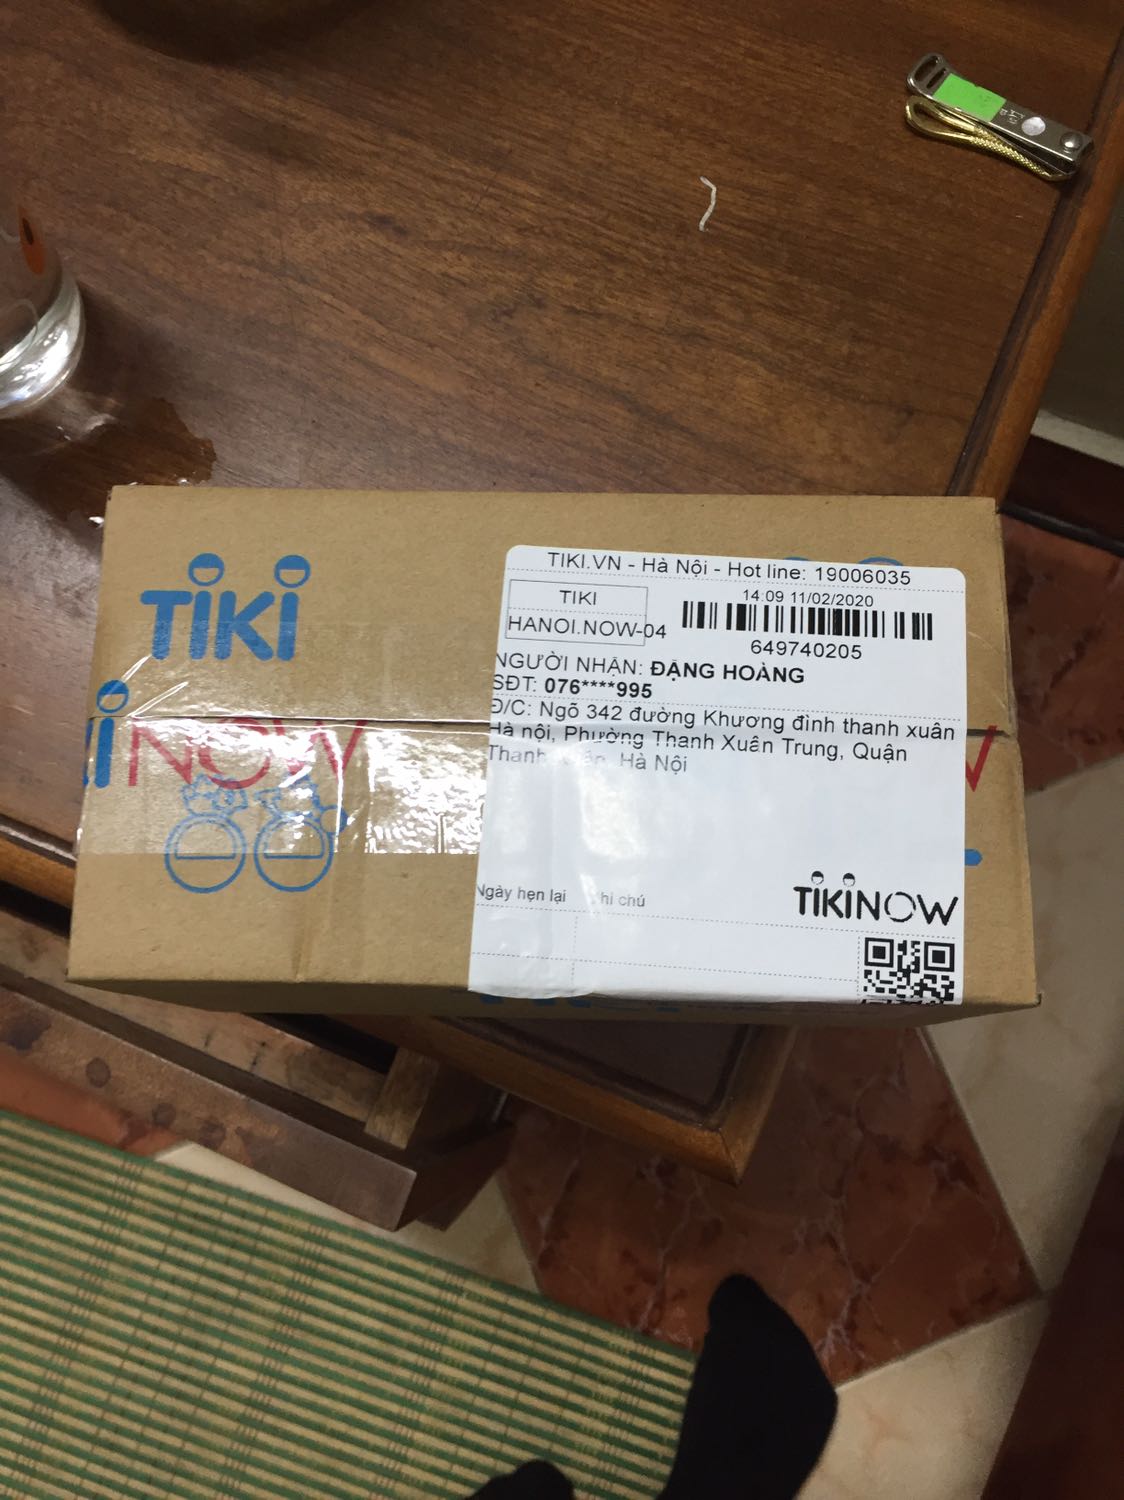 TIKI
TIKI.VN - Hà Nội - Hot line: 19006035
TIKI
HANOI.NOW-04
14:09 11/02/2020
649740205
NGƯỜI NHẬN: ĐẶNG HOÀNG
SĐT: 076****995
Đ/C: Ngõ 342 đường Khương đình thanh xuân
Hà nội, Phường Thanh Xuân Trung, Quận
Thanh Hà Nội
NOW
Ngày hẹn lại
chú
TIKINOW